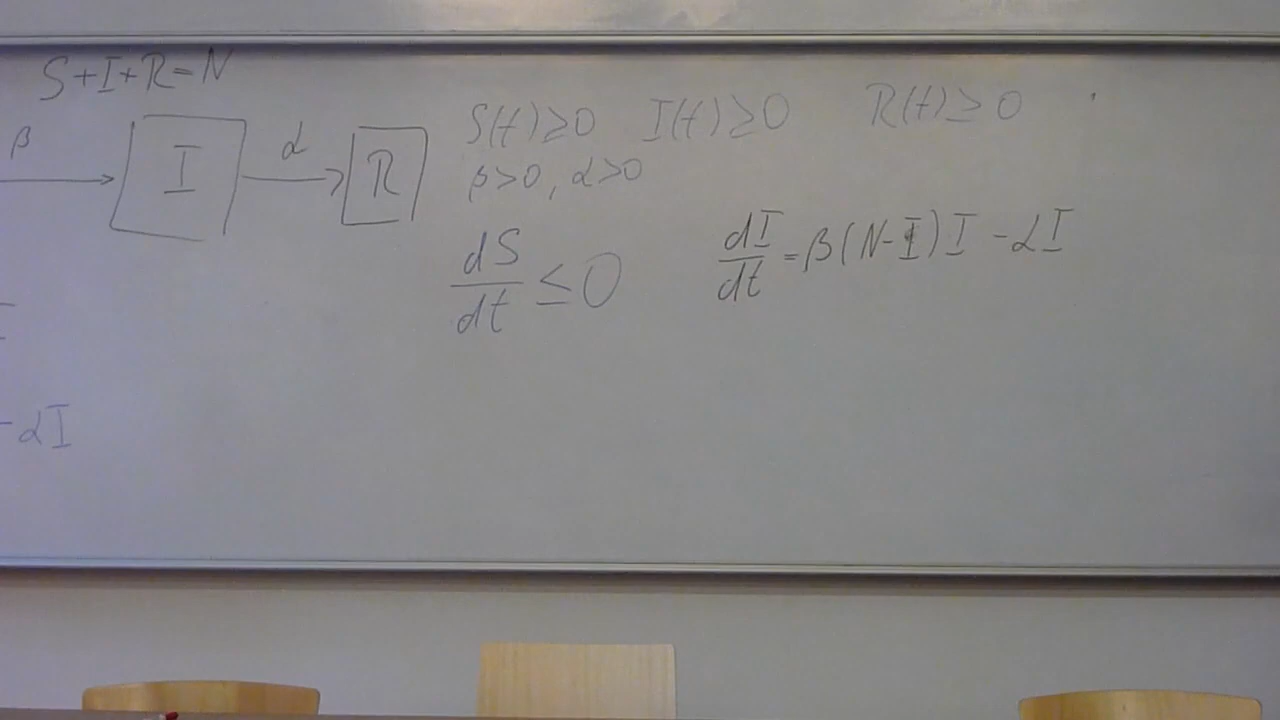 S+I+R=N
β
I
α
R
S(t)≥0 I(t)≥0 R(t)≥0
β>0, α>0
dS/dt ≤ 0
dI/dt = β(N-I)I - αI
-αI